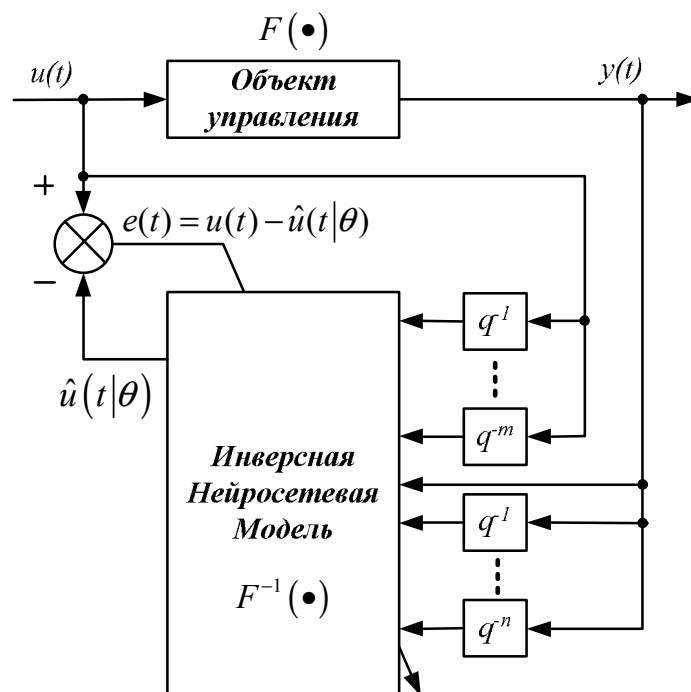 F(•)
u(t)
Объект
управления
y(t)
+
e(t) = u(t) − û(t|θ)
−
q⁻¹
û(t|θ)
q⁻ᵐ
Инверсная
Нейросетевая
Модель
q⁻¹
F⁻¹(•)
q⁻ⁿ